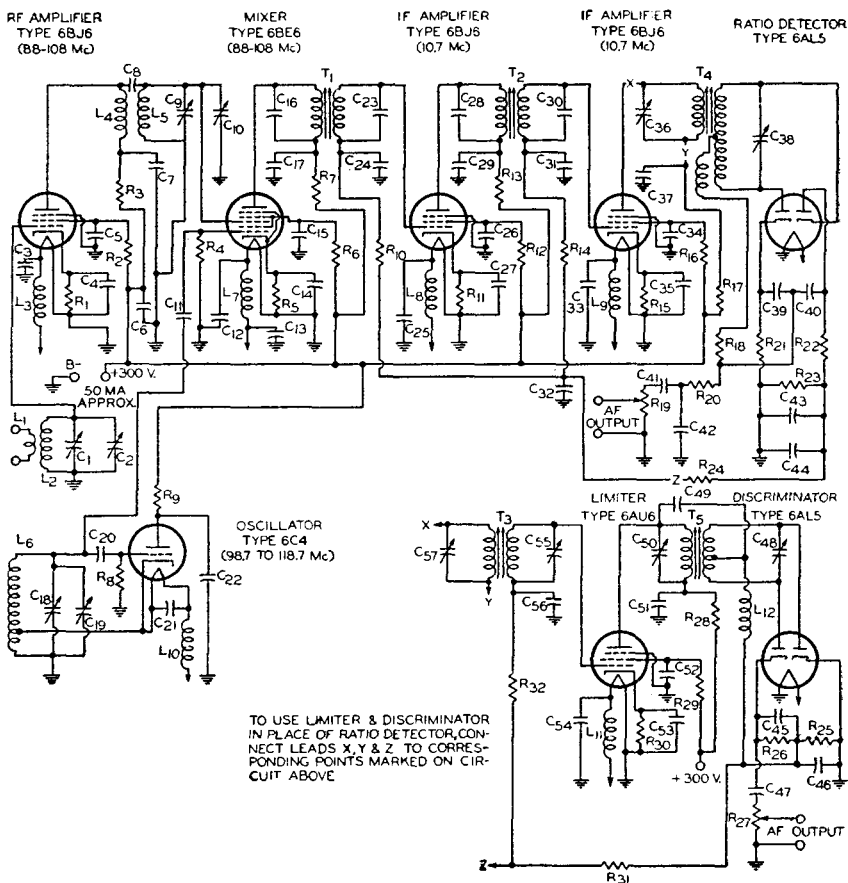 RF AMPLIFIER
TYPE 6BJ6
(88-108 Mc)
MIXER
TYPE 6BE6
(88-108 Mc)
IF AMPLIFIER
TYPE 6BJ6
(10.7 Mc)
IF AMPLIFIER
TYPE 6BJ6
(10.7 Mc)
RATIO DETECTOR
TYPE 6AL5
C8
L4
L5
C9
C10
R3
C7
C16
T1
C23
C17
R7
C24
C28
T2
C30
C29
R13
C31
X
T4
C36
Y
C37
C38
C3
L3
C5
R2
C4
R1
C6
C11
R4
C15
R6
L7
R5
C14
C12
C13
R10
C26
R12
R14
L8
R11
C27
C25
C34
R16
C33
L9
C35
R15
R17
R18
C39
C40
R21
R22
R23
C43
C44
B-
+300 V.
50 MA
APPROX.
C32
C41
R19
R20
C42
AF
OUTPUT
R24
Z
L1
L2
C1
C2
R9
OSCILLATOR
TYPE 6C4
(98.7 TO 118.7 Mc)
L6
C20
R8
C18
C19
C21
L10
C22
LIMITER
TYPE 6AU6
C49
DISCRIMINATOR
TYPE 6AL5
X
T3
C57
C55
Y
C56
C50
T5
C48
C51
R28
L12
R32
C52
R29
C54
L11
C53
R30
+300 V.
C45
R26
R25
C46
C47
R27
AF OUTPUT
Z
R31
TO USE LIMITER & DISCRIMINATOR
IN PLACE OF RATIO DETECTOR, CON-
NECT LEADS X, Y & Z TO CORRES-
PONDING POINTS MARKED ON CIR-
CUIT ABOVE